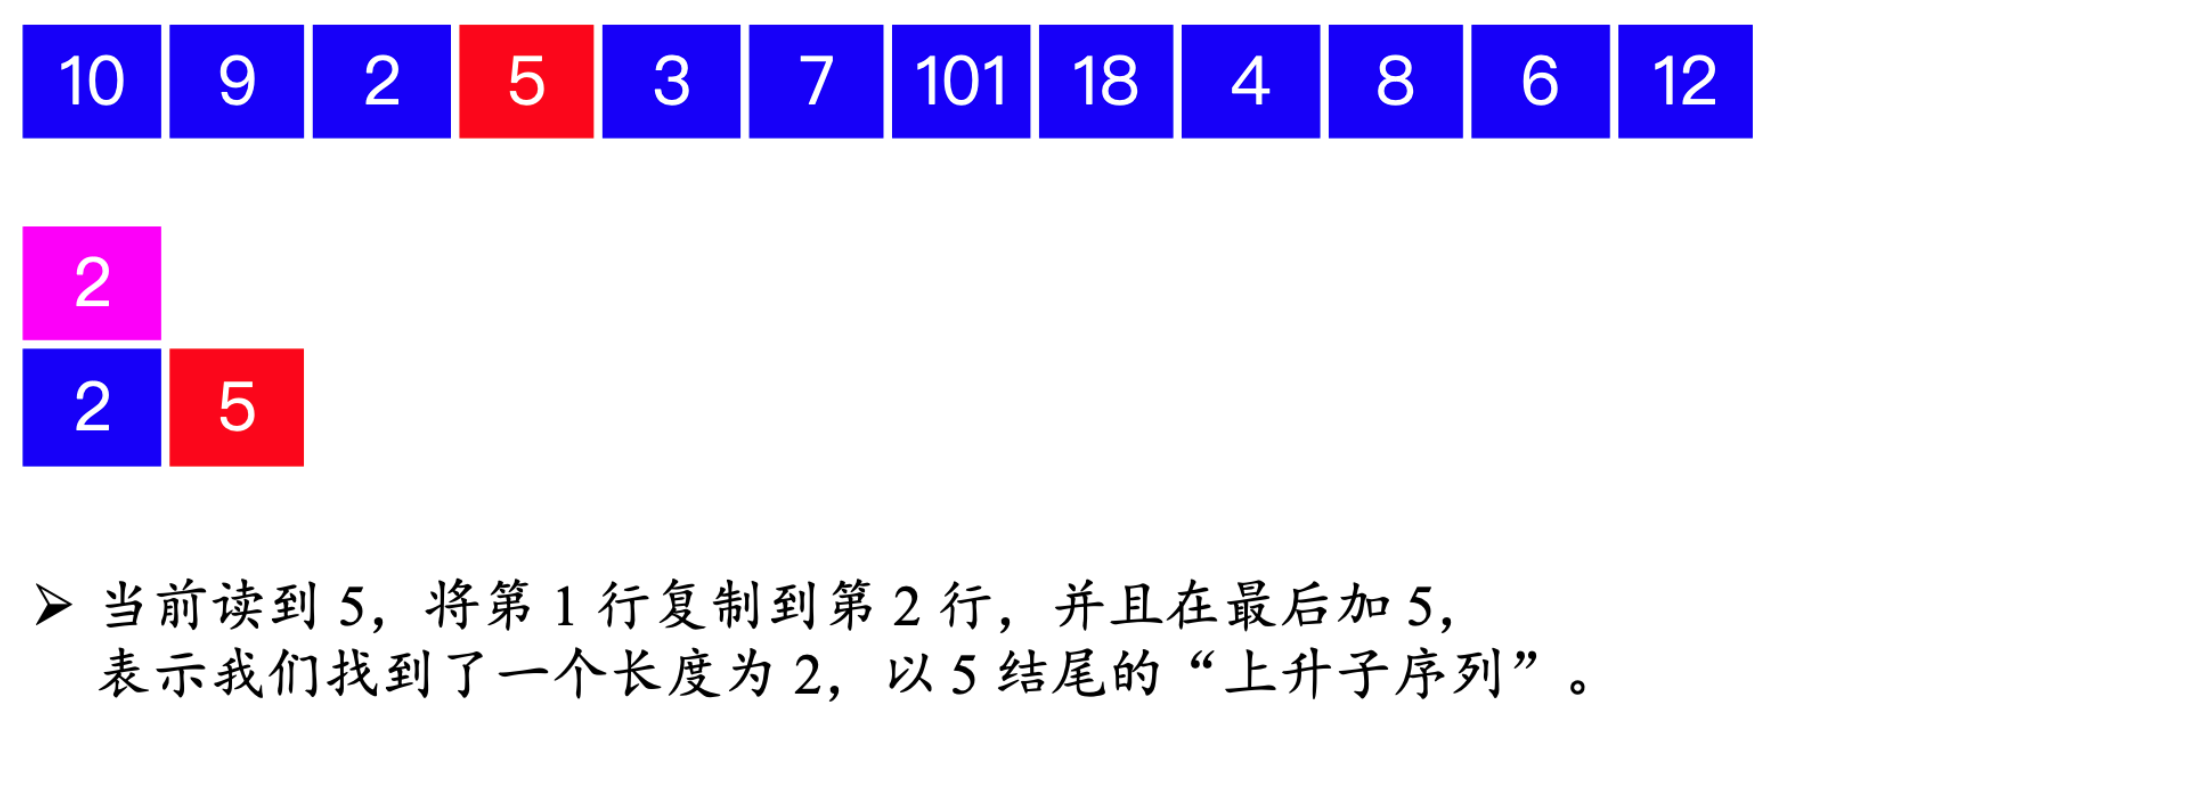 10 9 2 5 3 7 101 18 4 8 6 12
2
2 5
➢ 当前读到 5，将第 1 行复制到第 2 行，并且在最后加 5，
表示我们找到了一个长度为 2，以 5 结尾的“上升子序列”。